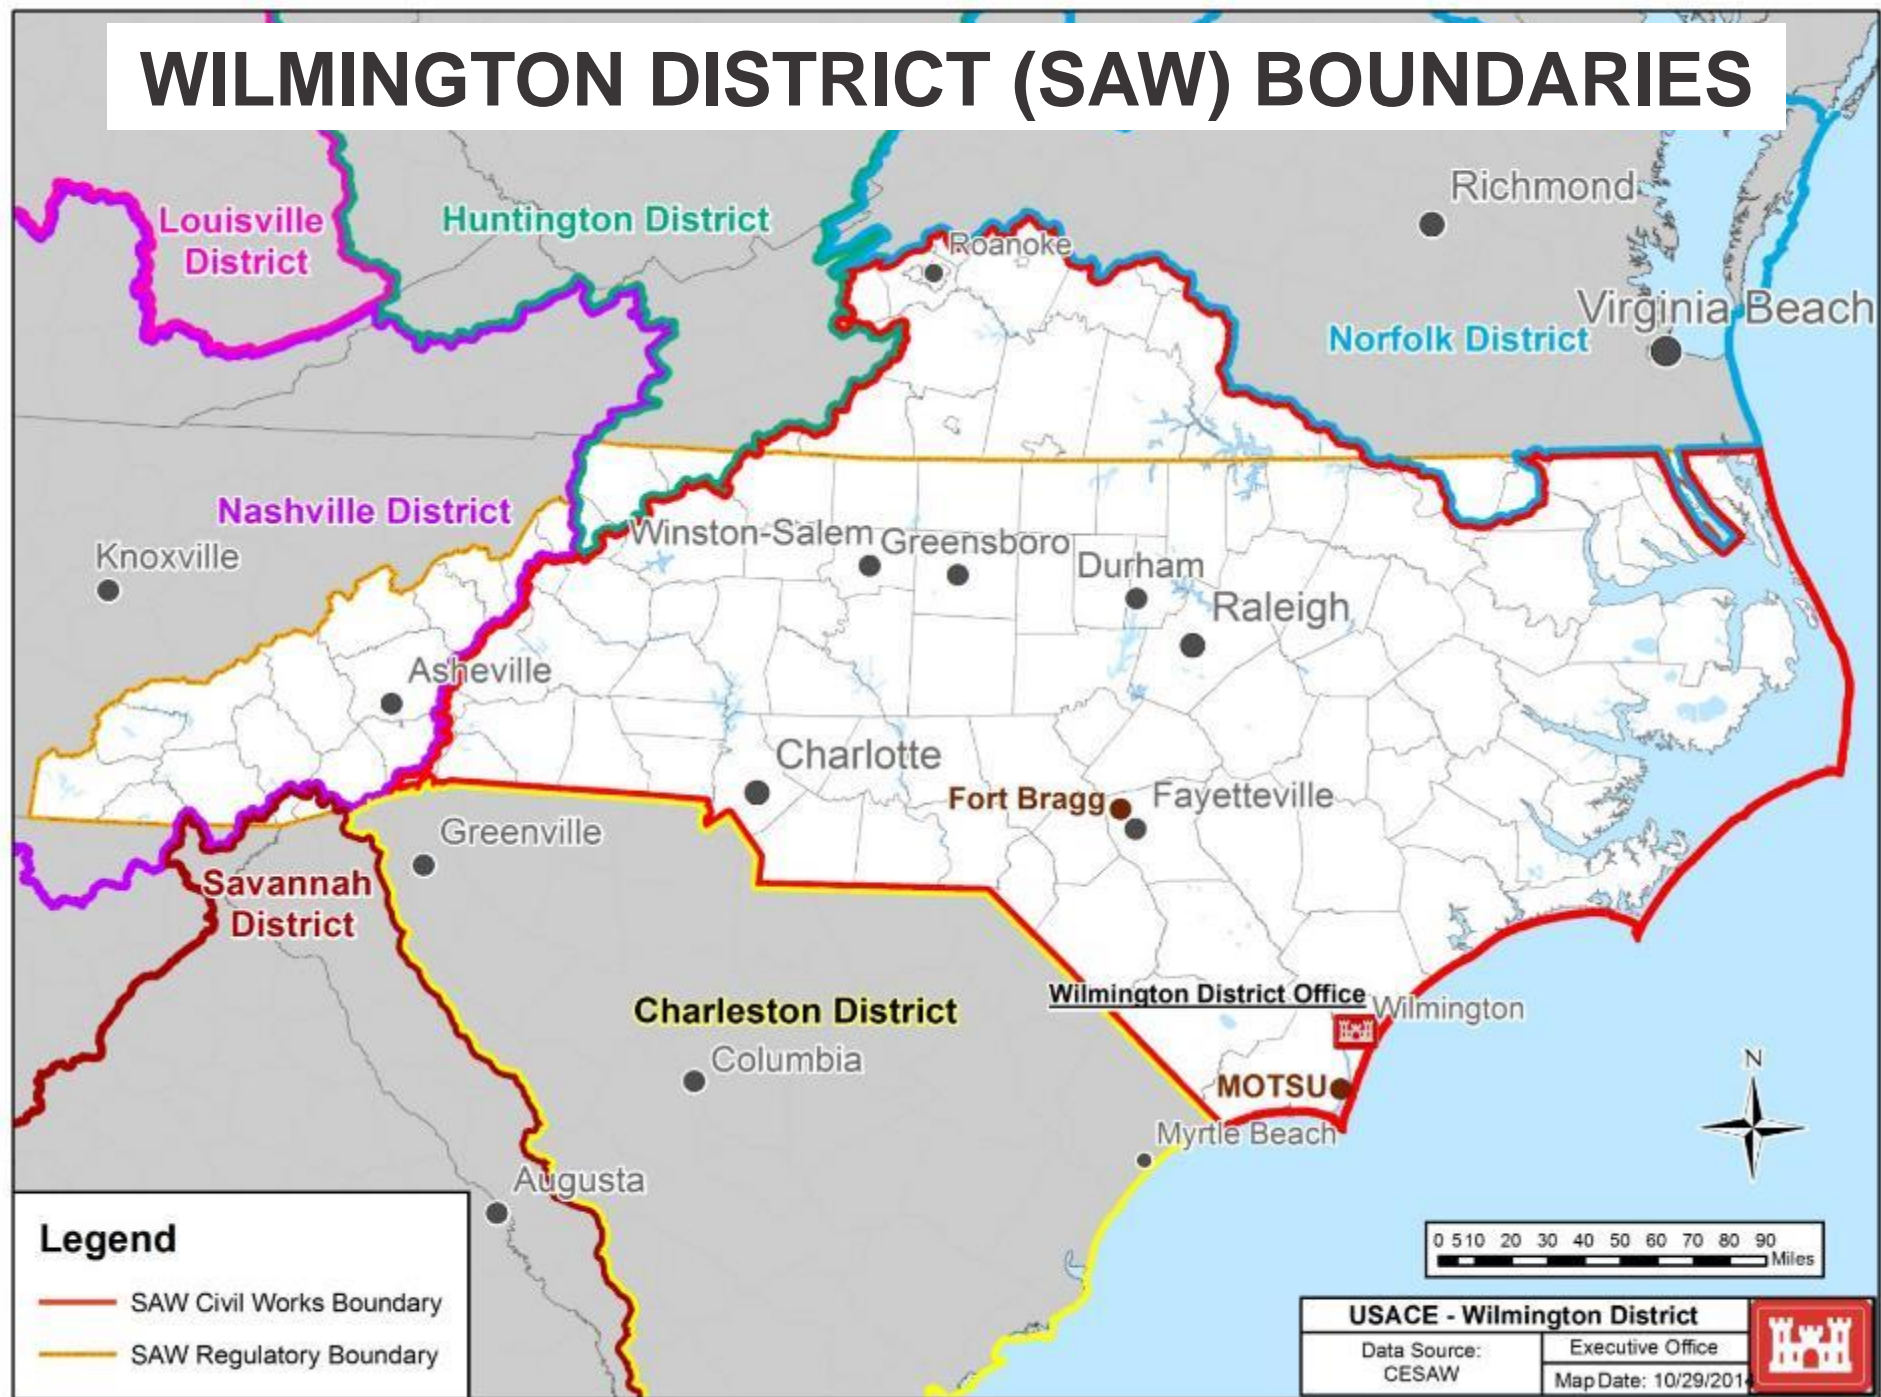 WILMINGTON DISTRICT (SAW) BOUNDARIES
Richmond
Louisville
District
Huntington District
Roanoke
Virginia Beach
Norfolk District
Nashville District
Knoxville
Winston-Salem
Greensboro
Durham
Raleigh
Asheville
Charlotte
Fort Bragg
Fayetteville
Greenville
Savannah
District
Wilmington District Office
Wilmington
Charleston District
Columbia
MOTSU
Myrtle Beach
N
Augusta
Legend
SAW Civil Works Boundary
SAW Regulatory Boundary
0 5 10 20 30 40 50 60 70 80 90
Miles
USACE - Wilmington District
Data Source:
CESAW
Executive Office
Map Date: